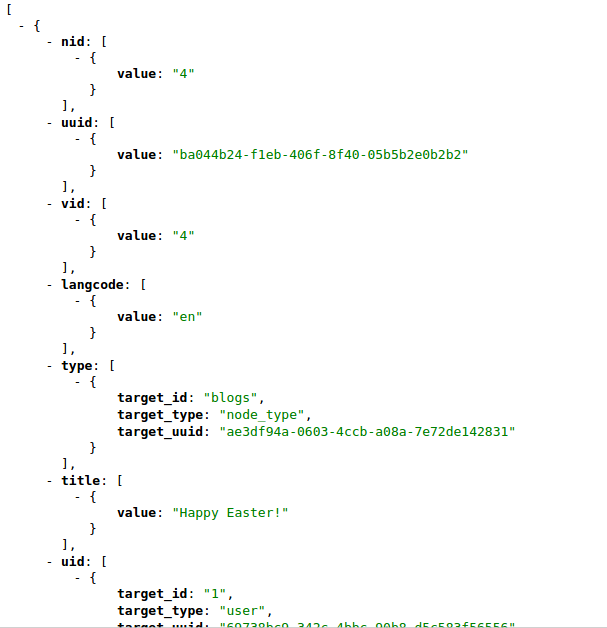 [
- {
- nid: [
- {
value: "4"
}
],
- uuid: [
- {
value: "ba044b24-f1eb-406f-8f40-05b5b2e0b2b2"
}
],
- vid: [
- {
value: "4"
}
],
- langcode: [
- {
value: "en"
}
],
- type: [
- {
target_id: "blogs",
target_type: "node_type",
target_uuid: "ae3df94a-0603-4ccb-a08a-7e72de142831"
}
],
- title: [
- {
value: "Happy Easter!"
}
],
- uid: [
- {
target_id: "1",
target_type: "user",
target_uuid: